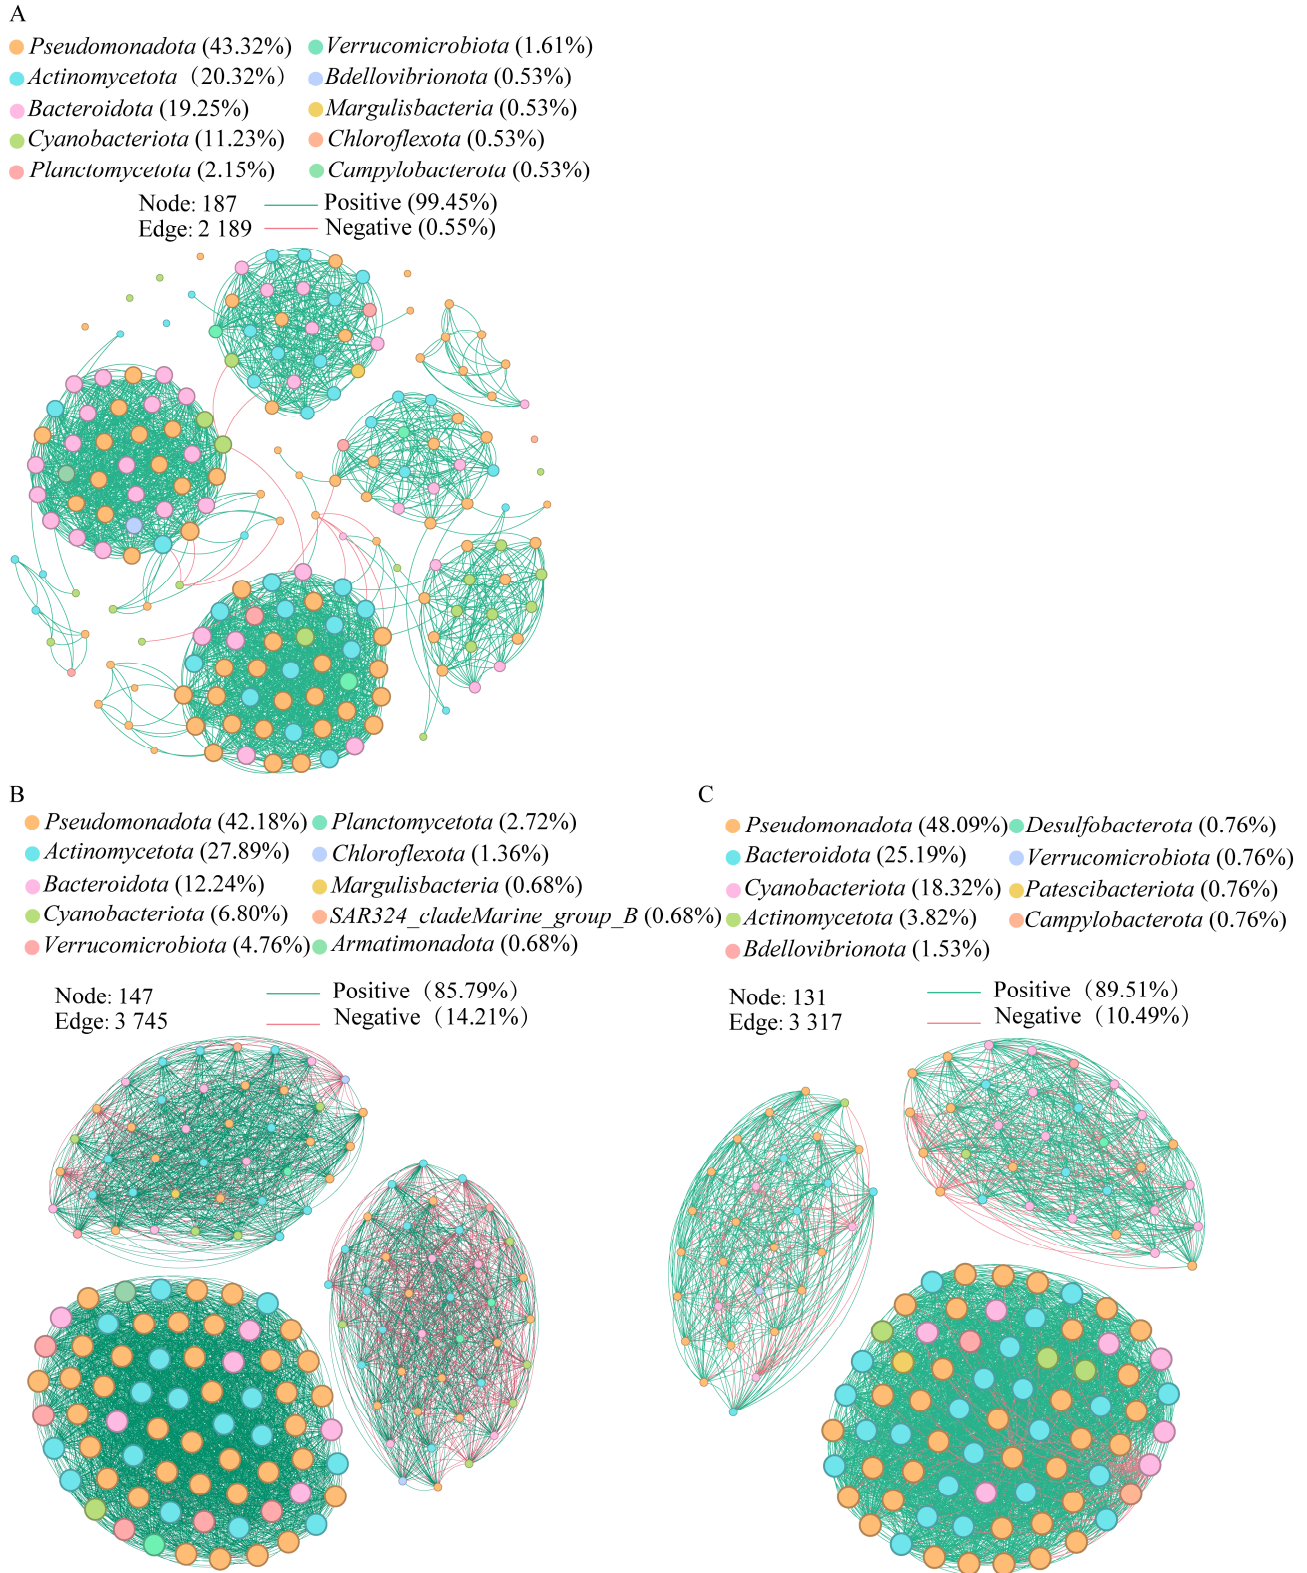 A
Pseudomonadota (43.32%) Verrucomicrobiota (1.61%)
Actinomycetota（20.32%） Bdellovibrionota (0.53%)
Bacteroidota (19.25%) Margulisbacteria (0.53%)
Cyanobacteriota (11.23%) Chloroflexota (0.53%)
Planctomycetota (2.15%) Campylobacterota (0.53%)
Node: 187 Positive (99.45%)
Edge: 2 189 Negative (0.55%)
B
Pseudomonadota (42.18%) Planctomycetota (2.72%)
Actinomycetota (27.89%) Chloroflexota (1.36%)
Bacteroidota (12.24%) Margulisbacteria (0.68%)
Cyanobacteriota (6.80%) SAR324_cladeMarine_group_B (0.68%)
Verrucomicrobiota (4.76%) Armatimonadota (0.68%)
Node: 147 Positive（85.79%）
Edge: 3 745 Negative（14.21%）
C
Pseudomonadota (48.09%) Desulfobacterota (0.76%)
Bacteroidota (25.19%) Verrucomicrobiota (0.76%)
Cyanobacteriota (18.32%) Patescibacteriota (0.76%)
Actinomycetota (3.82%) Campylobacterota (0.76%)
Bdellovibrionota (1.53%)
Node: 131 Positive（89.51%）
Edge: 3 317 Negative（10.49%）